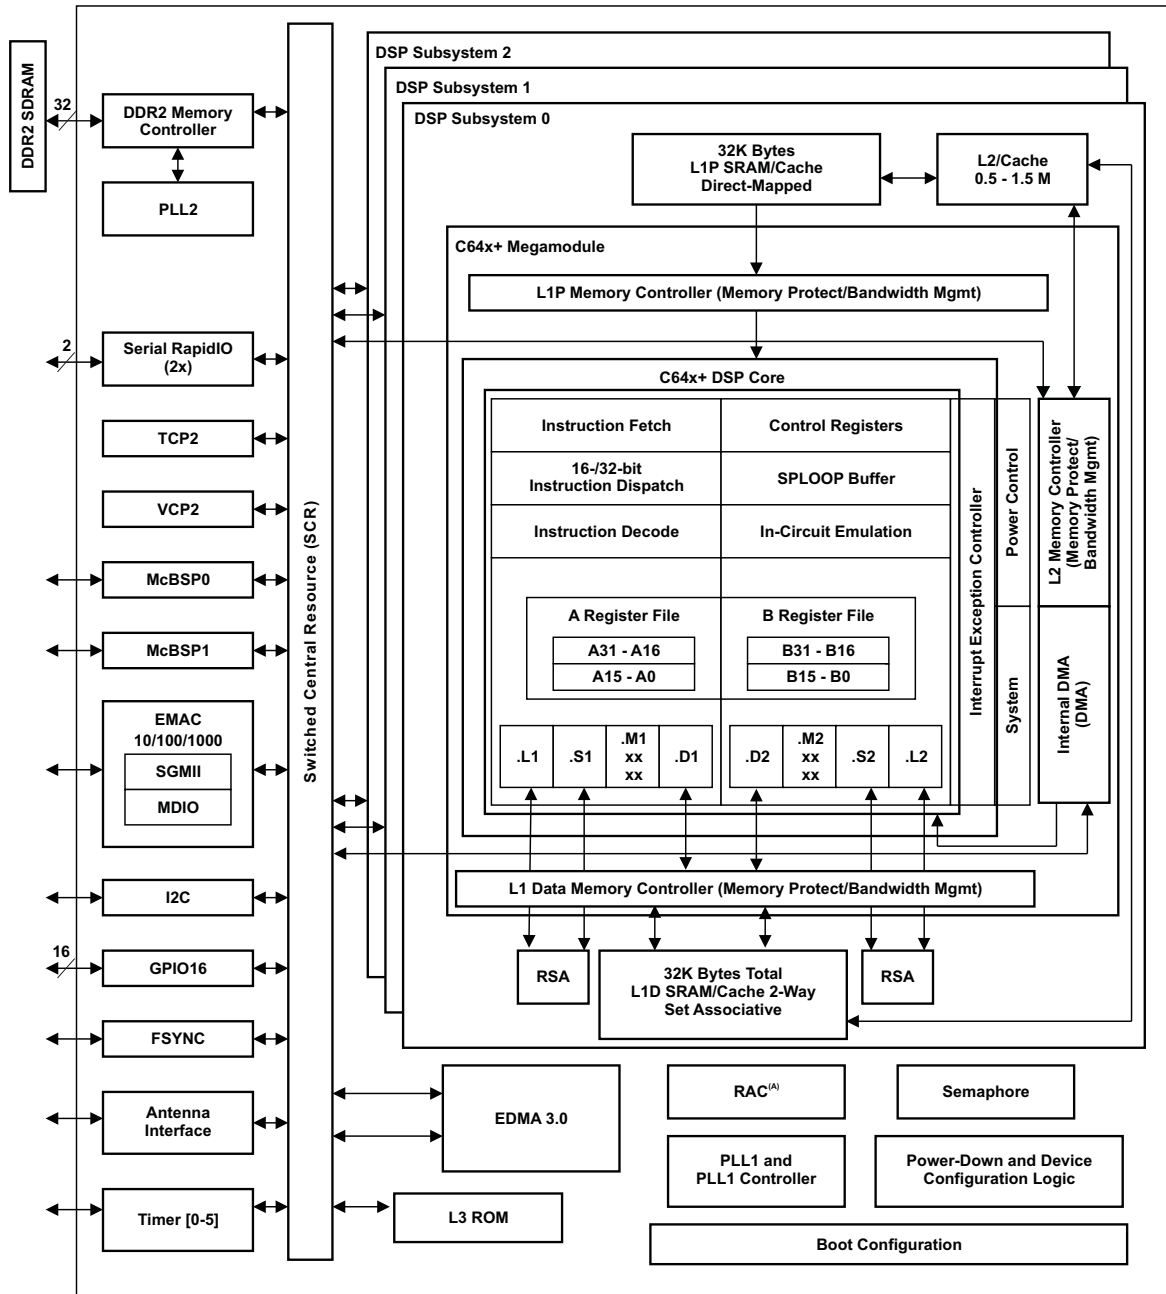 DDR2 SDRAM
32
DDR2 Memory
Controller
PLL2
2
Serial RapidIO
(2x)
TCP2
VCP2
McBSP0
McBSP1
EMAC
10/100/1000
SGMII
MDIO
I2C
16
GPIO16
FSYNC
Antenna
Interface
Timer [0-5]
Switched Central Resource (SCR)
DSP Subsystem 2
DSP Subsystem 1
DSP Subsystem 0
32K Bytes
L1P SRAM/Cache
Direct-Mapped
L2/Cache
0.5 - 1.5 M
C64x+ Megamodule
L1P Memory Controller (Memory Protect/Bandwidth Mgmt)
C64x+ DSP Core
Instruction Fetch
Control Registers
16-/32-bit
Instruction Dispatch
SPLOOP Buffer
Instruction Decode
In-Circuit Emulation
A Register File
A31 - A16
A15 - A0
B Register File
B31 - B16
B15 - B0
.L1
.S1
.M1
xx
xx
.D1
.D2
.M2
xx
xx
.S2
.L2
Interrupt Exception Controller
Power Control
System
L2 Memory Controller
(Memory Protect/
Bandwidth Mgmt)
Internal DMA
(DMA)
L1 Data Memory Controller (Memory Protect/Bandwidth Mgmt)
RSA
32K Bytes Total
L1D SRAM/Cache 2-Way
Set Associative
RSA
EDMA 3.0
L3 ROM
RAC(A)
Semaphore
PLL1 and
PLL1 Controller
Power-Down and Device
Configuration Logic
Boot Configuration